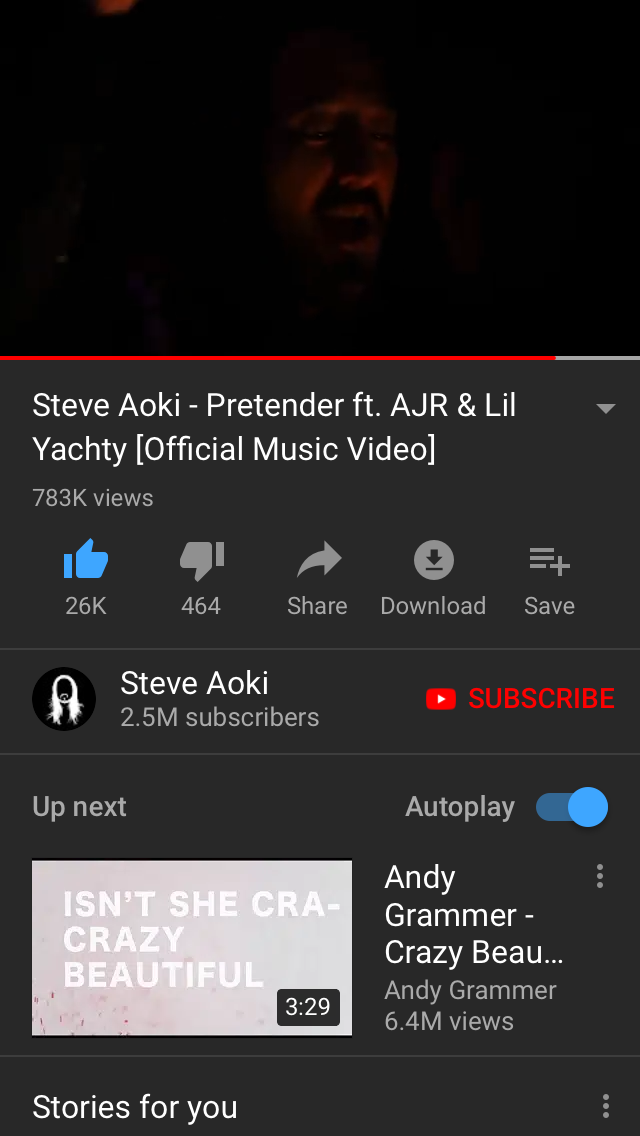 Steve Aoki - Pretender ft. AJR & Lil
Yachty [Official Music Video]
783K views
26K
464
Share
Download
Save
Steve Aoki
2.5M subscribers
SUBSCRIBE
Up next
Autoplay
ISN'T SHE CRA-
CRAZY
BEAUTIFUL
3:29
Andy
Grammer -
Crazy Beau...
Andy Grammer
6.4M views
Stories for you